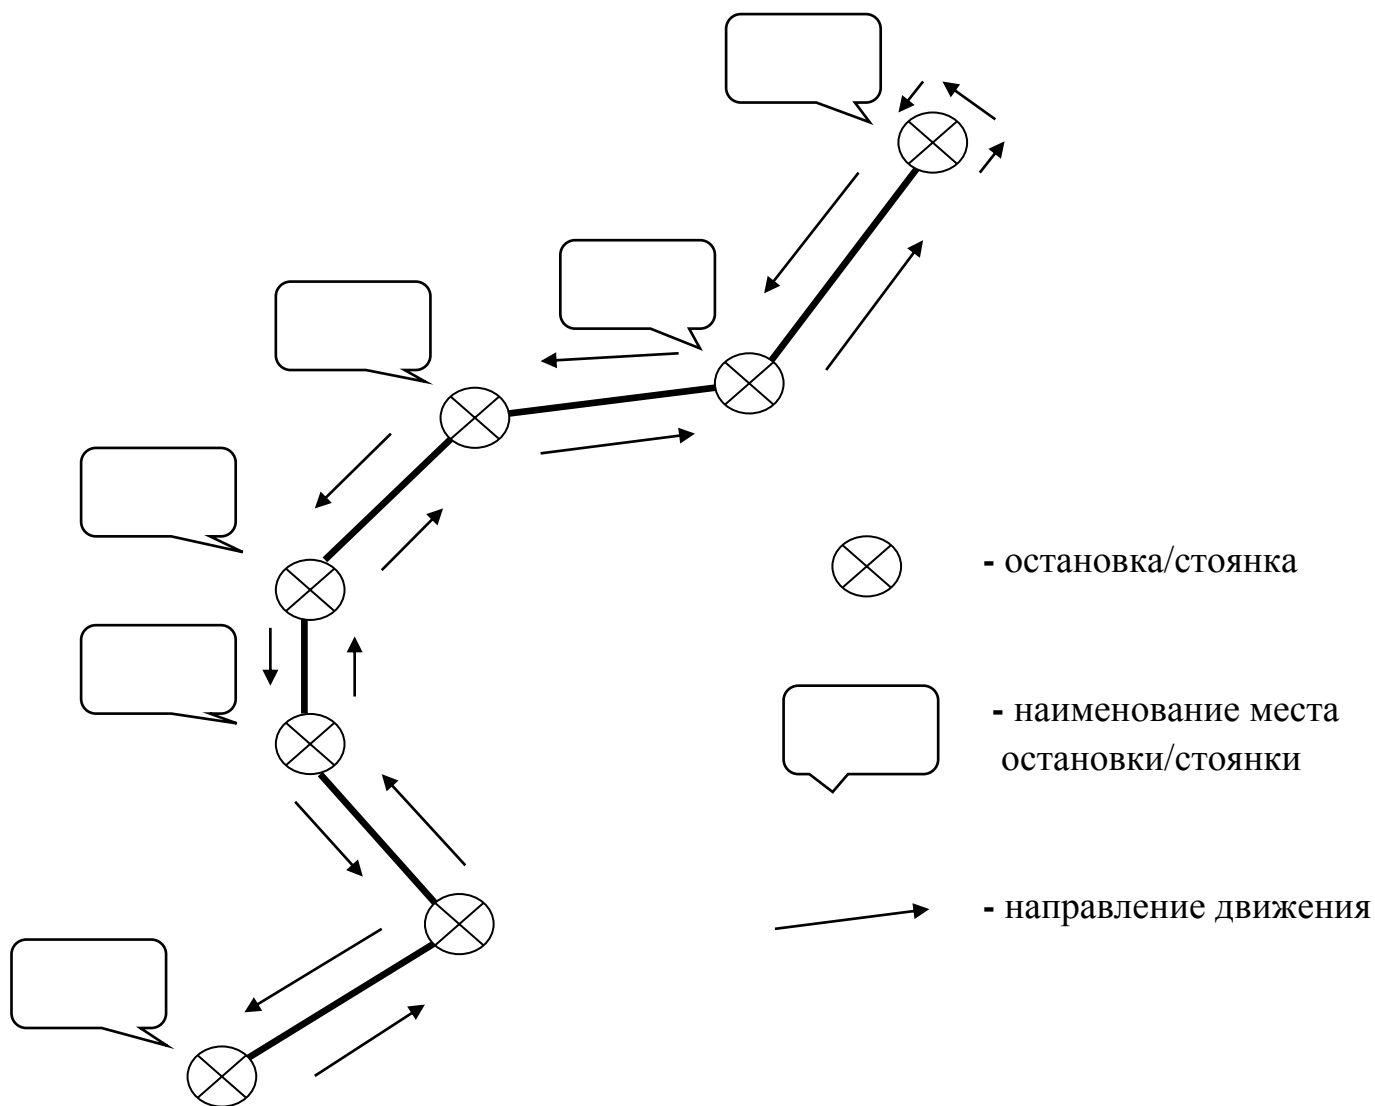 - остановка/стоянка
- наименование места
остановки/стоянки
- направление движения